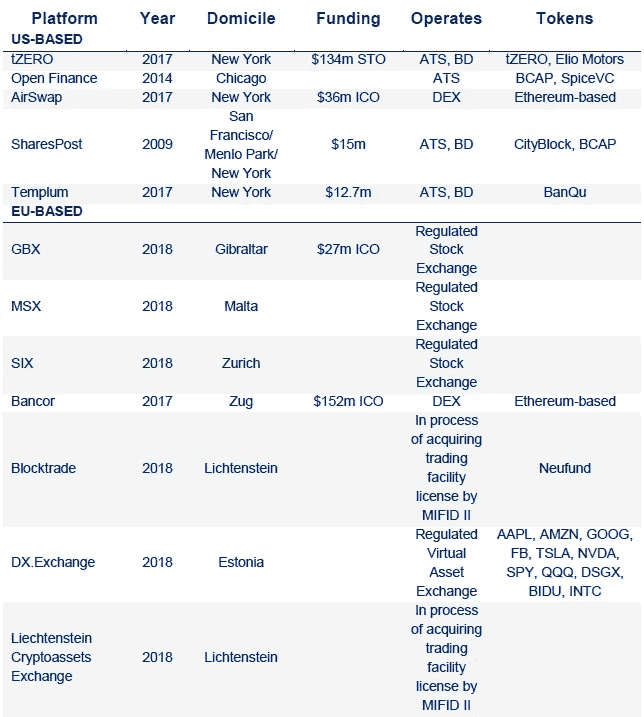 Platform Year Domicile Funding Operates Tokens
US-BASED
tZERO 2017 New York $134m STO ATS, BD tZERO, Elio Motors
Open Finance 2014 Chicago ATS BCAP, SpiceVC
AirSwap 2017 New York $36m ICO DEX Ethereum-based
SharesPost 2009 San
Francisco/
Menlo Park/
New York $15m ATS, BD CityBlock, BCAP
Templum 2017 New York $12.7m ATS, BD BanQu
EU-BASED
GBX 2018 Gibraltar $27m ICO Regulated
Stock
Exchange
MSX 2018 Malta Regulated
Stock
Exchange
SIX 2018 Zurich Regulated
Stock
Exchange
Bancor 2017 Zug $152m ICO DEX Ethereum-based
Blocktrade 2018 Lichtenstein In process
of acquiring
trading
facility
license by
MIFID II Neufund
DX.Exchange 2018 Estonia Regulated
Virtual
Asset
Exchange AAPL, AMZN, GOOG,
FB, TSLA, NVDA,
SPY, QQQ, DSGX,
BIDU, INTC
Liechtenstein
Cryptoassets
Exchange 2018 Lichtenstein In process
of acquiring
trading
facility
license by
MIFID II